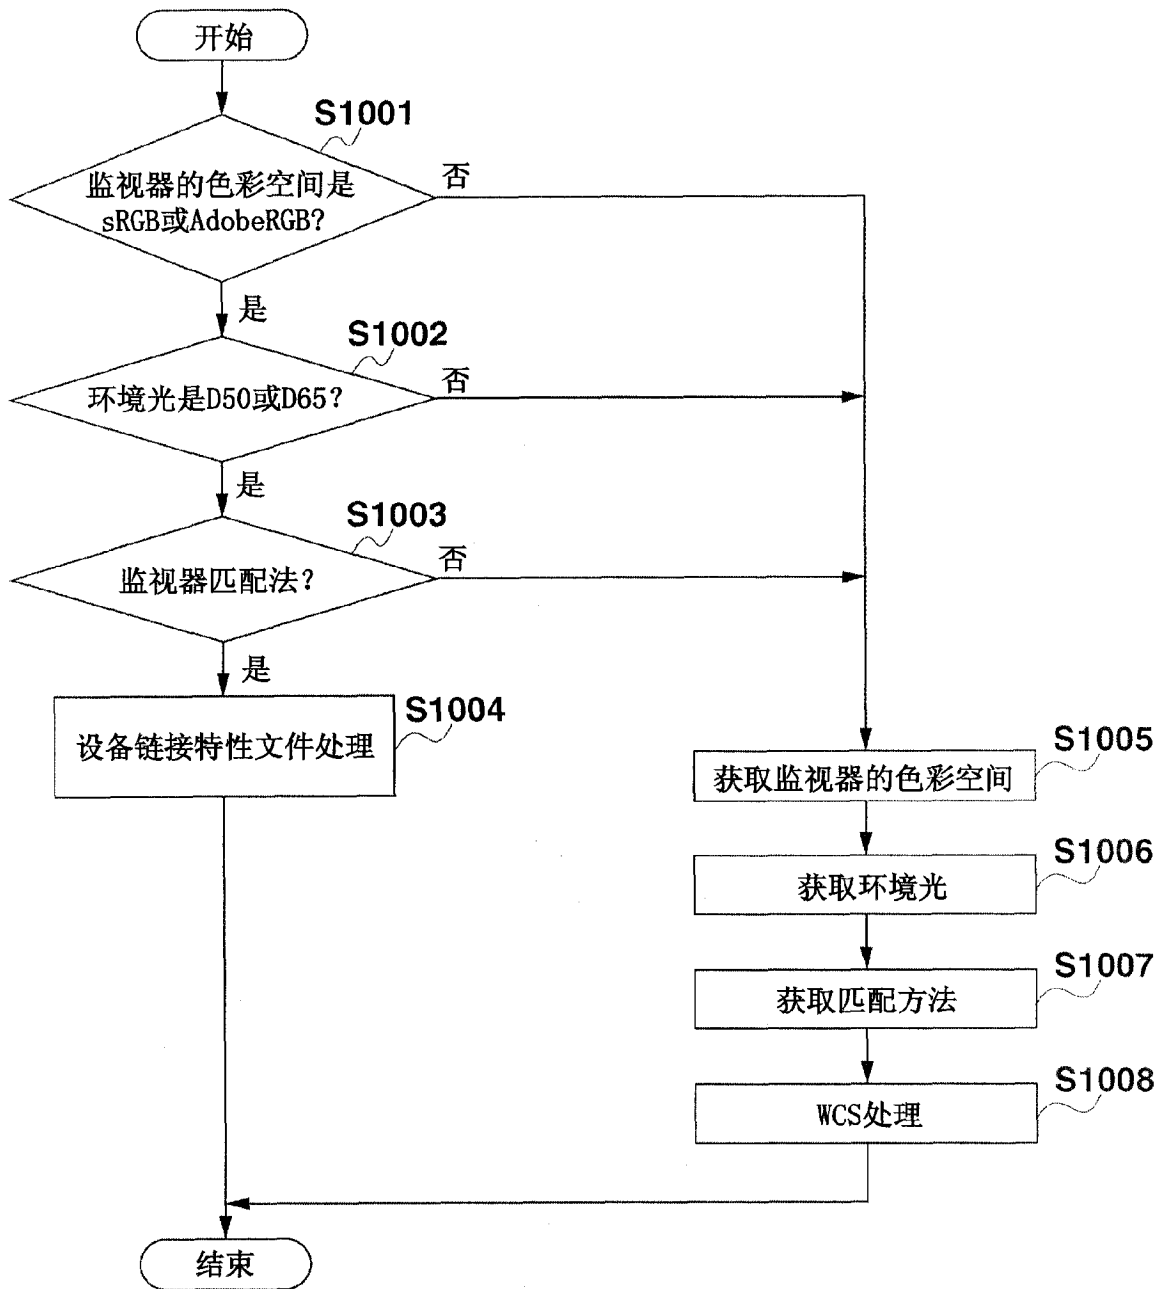 开始
S1001
监视器的色彩空间是
sRGB或AdobeRGB?
否
是
S1002
环境光是D50或D65?
否
是
S1003
监视器匹配法?
否
是
S1004
设备链接特性文件处理
S1005
获取监视器的色彩空间
S1006
获取环境光
S1007
获取匹配方法
S1008
WCS处理
结束